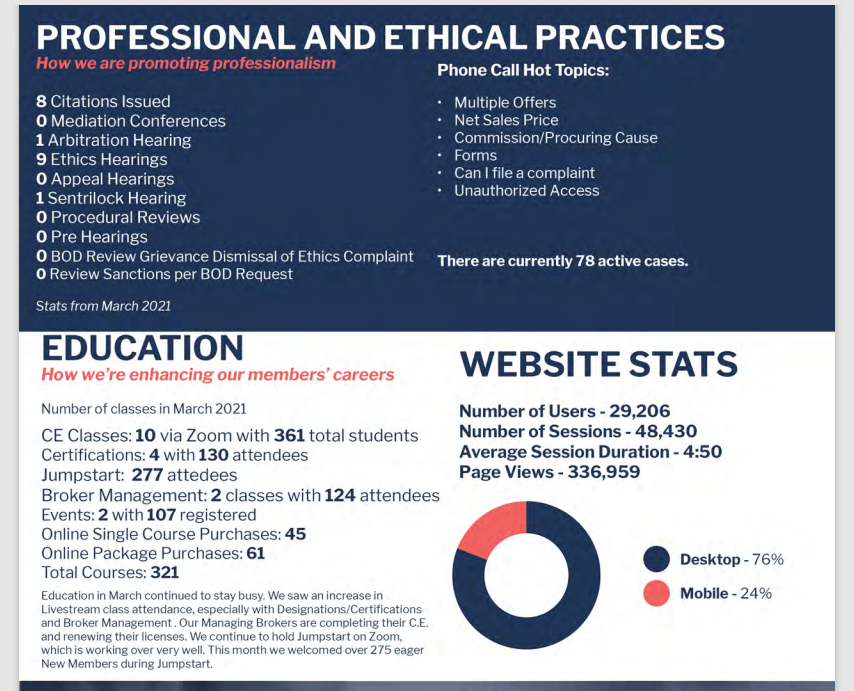 PROFESSIONAL AND ETHICAL PRACTICES
How we are promoting professionalism
8 Citations Issued
0 Mediation Conferences
1 Arbitration Hearing
9 Ethics Hearings
0 Appeal Hearings
1 Sentrilock Hearing
0 Procedural Reviews
0 Pre Hearings
0 BOD Review Grievance Dismissal of Ethics Complaint
0 Review Sanctions per BOD Request
Stats from March 2021
Phone Call Hot Topics:
• Multiple Offers
• Net Sales Price
• Commission/Procuring Cause
• Forms
• Can I file a complaint
• Unauthorized Access
There are currently 78 active cases.
EDUCATION
How we're enhancing our members' careers
Number of classes in March 2021
CE Classes: 10 via Zoom with 361 total students
Certifications: 4 with 130 attendees
Jumpstart: 277 attedees
Broker Management: 2 classes with 124 attendees
Events: 2 with 107 registered
Online Single Course Purchases: 45
Online Package Purchases: 61
Total Courses: 321
Education in March continued to stay busy. We saw an increase in
Livestream class attendance, especially with Designations/Certifications
and Broker Management . Our Managing Brokers are completing their C.E.
and renewing their licenses. We continue to hold Jumpstart on Zoom,
which is working over very well. This month we welcomed over 275 eager
New Members during Jumpstart.
WEBSITE STATS
Number of Users - 29,206
Number of Sessions - 48,430
Average Session Duration - 4:50
Page Views - 336,959
Desktop - 76%
Mobile - 24%